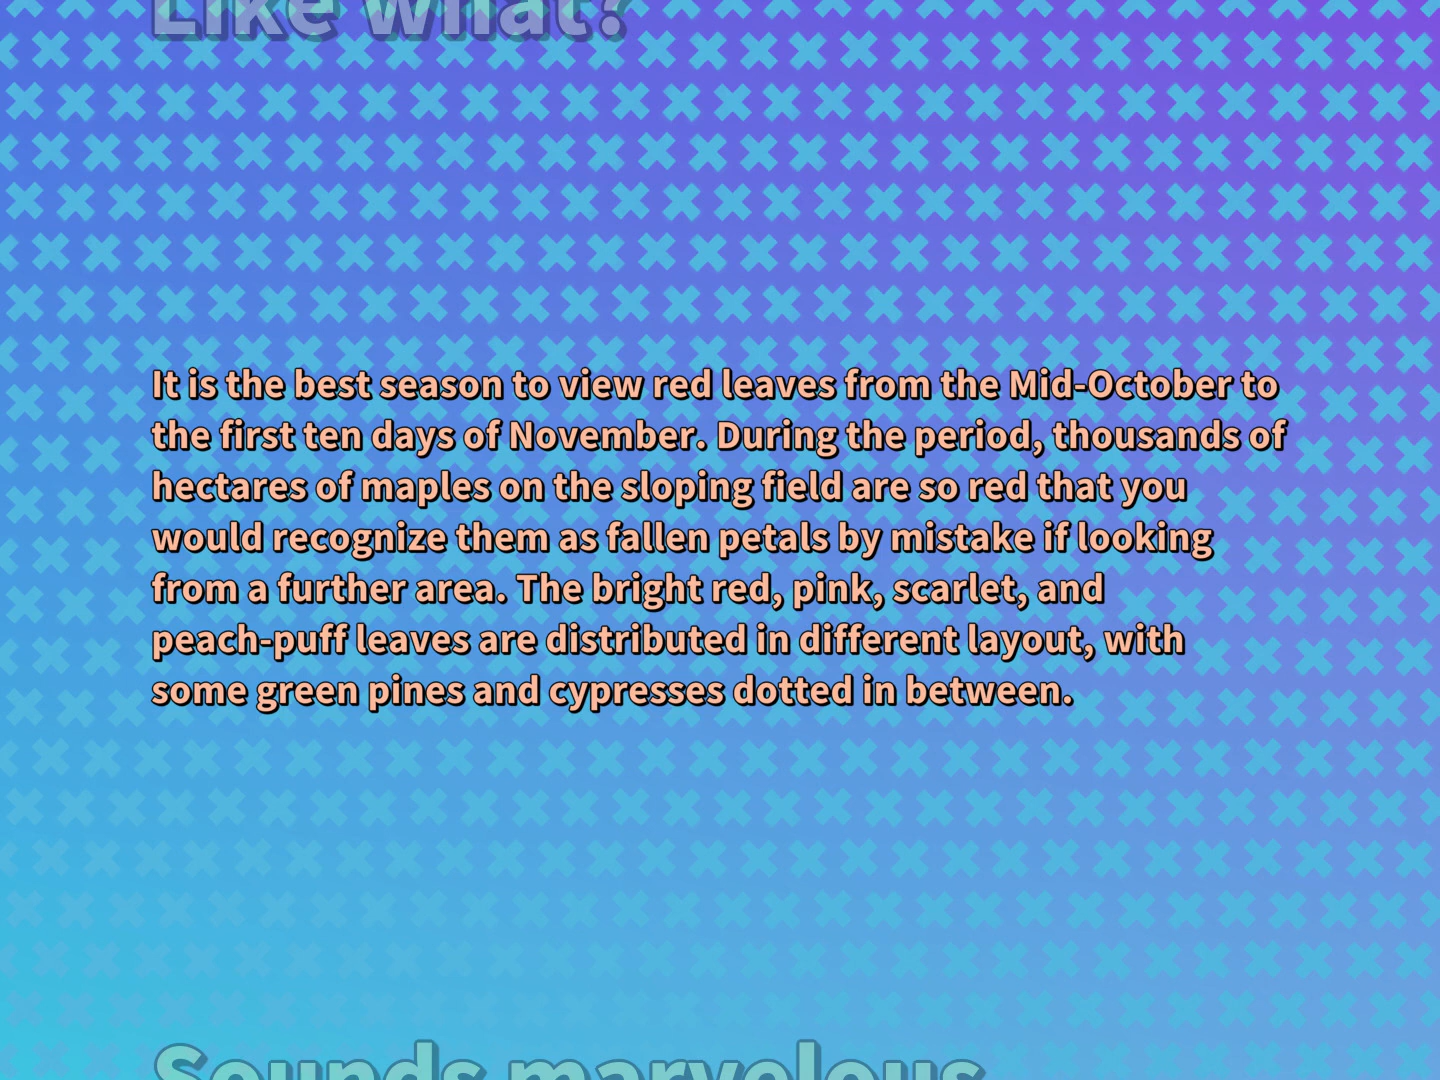 Like what?
It is the best season to view red leaves from the Mid-October to
the first ten days of November. During the period, thousands of
hectares of maples on the sloping field are so red that you
would recognize them as fallen petals by mistake if looking
from a further area. The bright red, pink, scarlet, and
peach-puff leaves are distributed in different layout, with
some green pines and cypresses dotted in between.
Sounds marvelous